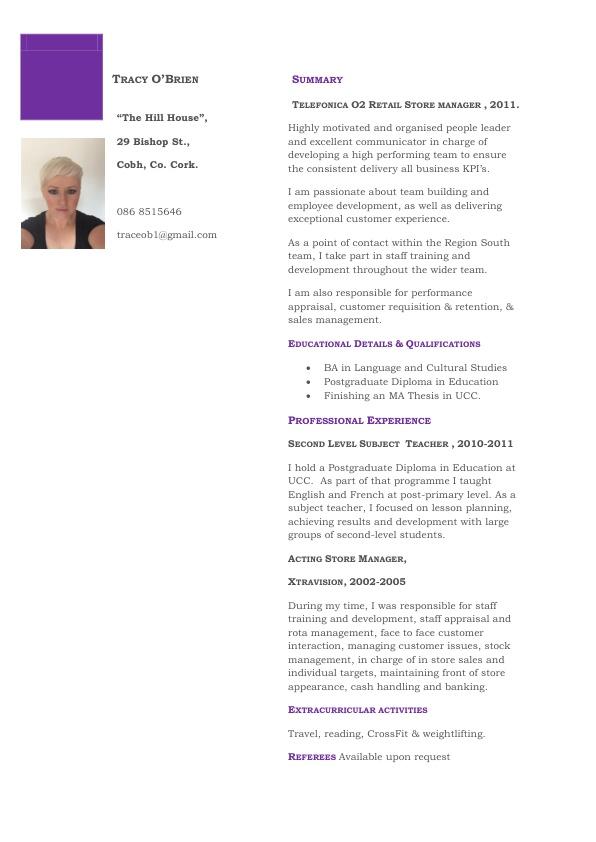 TRACY O'BRIEN
“The Hill House”,
29 Bishop St.,
Cobh, Co. Cork.
086 8515646
traceob1@gmail.com
SUMMARY
TELEFONICA O2 RETAIL STORE MANAGER , 2011.
Highly motivated and organised people leader
and excellent communicator in charge of
developing a high performing team to ensure
the consistent delivery all business KPI’s.
I am passionate about team building and
employee development, as well as delivering
exceptional customer experience.
As a point of contact within the Region South
team, I take part in staff training and
development throughout the wider team.
I am also responsible for performance
appraisal, customer requisition & retention, &
sales management.
EDUCATIONAL DETAILS & QUALIFICATIONS
• BA in Language and Cultural Studies
• Postgraduate Diploma in Education
• Finishing an MA Thesis in UCC.
PROFESSIONAL EXPERIENCE
SECOND LEVEL SUBJECT TEACHER , 2010-2011
I hold a Postgraduate Diploma in Education at
UCC. As part of that programme I taught
English and French at post-primary level. As a
subject teacher, I focused on lesson planning,
achieving results and development with large
groups of second-level students.
ACTING STORE MANAGER,
XTRAVISION, 2002-2005
During my time, I was responsible for staff
training and development, staff appraisal and
rota management, face to face customer
interaction, managing customer issues, stock
management, in charge of in store sales and
individual targets, maintaining front of store
appearance, cash handling and banking.
EXTRACURRICULAR ACTIVITIES
Travel, reading, CrossFit & weightlifting.
REFEREES Available upon request